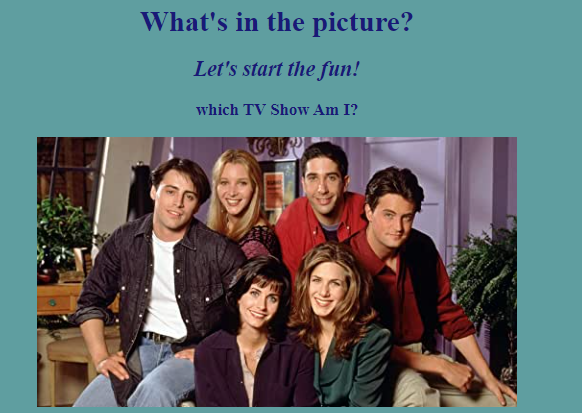 What's in the picture?
Let's start the fun!
which TV Show Am I?